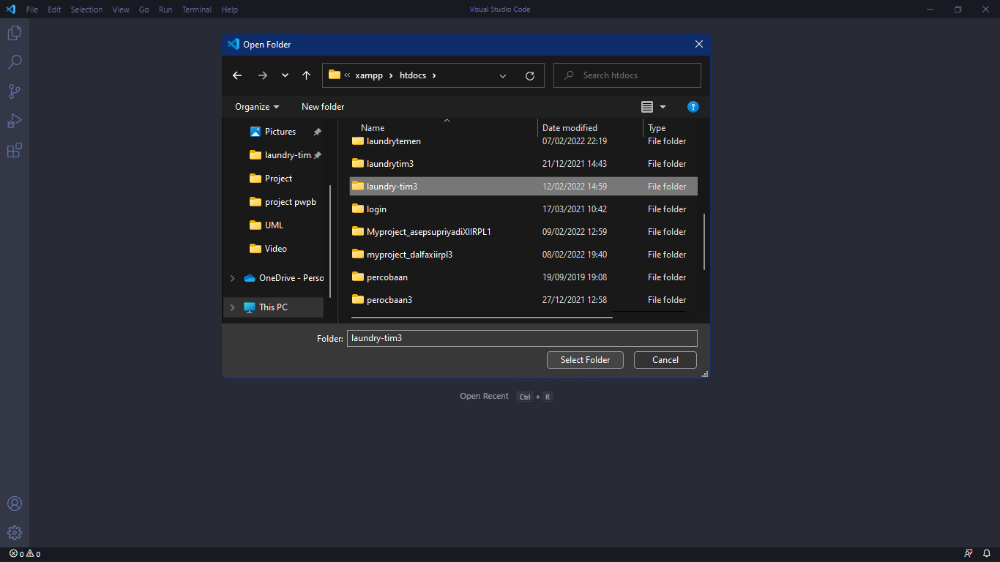 File Edit Selection View Go Run Terminal Help
Visual Studio Code
Open Folder
« xampp › htdocs ›
Search htdocs
Organize
New folder
?
Pictures
laundry-tim
Project
project pwpb
UML
Video
OneDrive - Perso
This PC
Name Date modified Type
laundrytemen 07/02/2022 22:19 File folder
laundrytim3 21/12/2021 14:43 File folder
laundry-tim3 12/02/2022 14:59 File folder
login 17/03/2021 10:42 File folder
Myproject_asepsupriyadiXIIRPL1 09/02/2022 12:59 File folder
myproject_dalfaxiirpl3 08/02/2022 19:40 File folder
percobaan 19/09/2019 19:08 File folder
perocbaan3 27/12/2021 12:58 File folder
Folder: laundry-tim3
Select Folder Cancel
Open Recent Ctrl + R
0 0